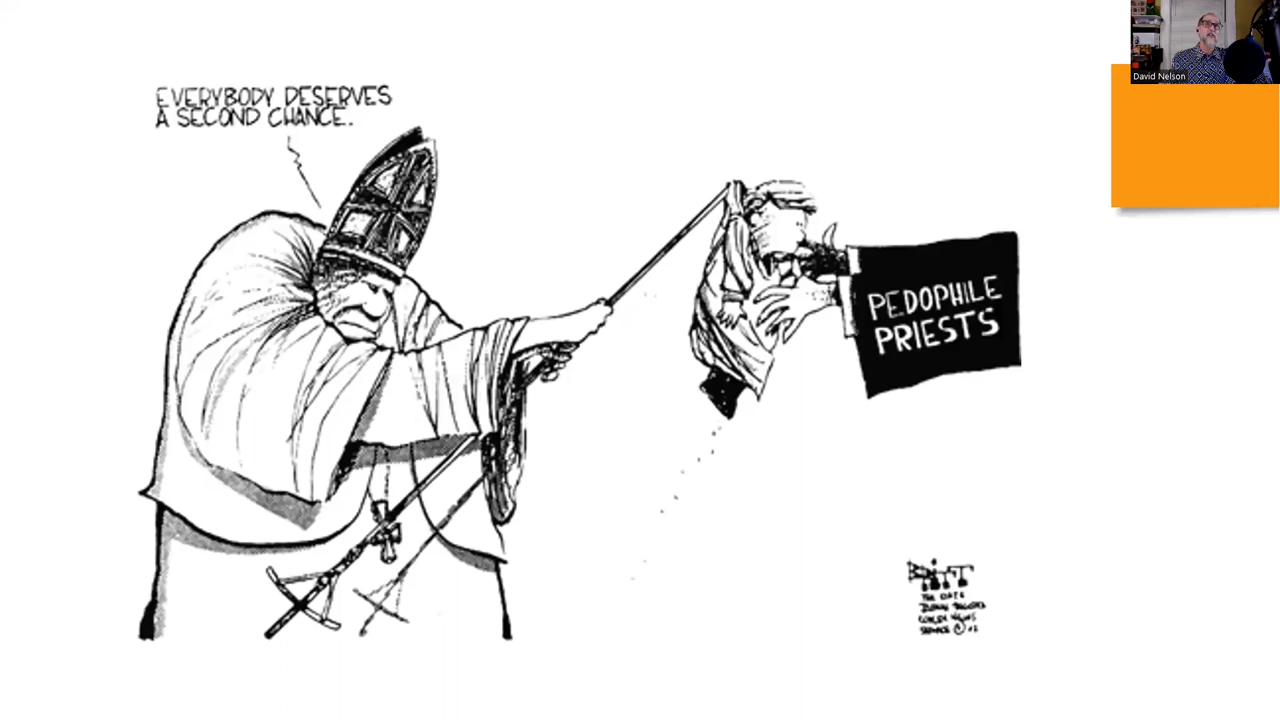 EVERYBODY DESERVES
A SECOND CHANCE.
PEDOPHILE
PRIESTS
David Nelson